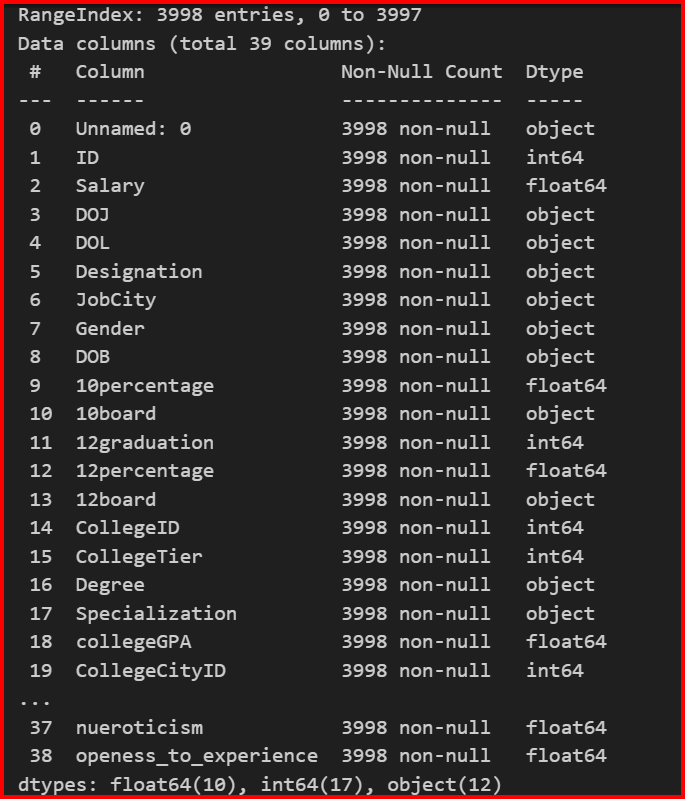 RangeIndex: 3998 entries, 0 to 3997
Data columns (total 39 columns):
 #   Column                 Non-Null Count  Dtype
---  ------                 --------------  -----
 0   Unnamed: 0             3998 non-null   object
 1   ID                     3998 non-null   int64
 2   Salary                 3998 non-null   float64
 3   DOJ                    3998 non-null   object
 4   DOL                    3998 non-null   object
 5   Designation            3998 non-null   object
 6   JobCity                3998 non-null   object
 7   Gender                 3998 non-null   object
 8   DOB                    3998 non-null   object
 9   10percentage           3998 non-null   float64
 10  10board                3998 non-null   object
 11  12graduation           3998 non-null   int64
 12  12percentage           3998 non-null   float64
 13  12board                3998 non-null   object
 14  CollegeID              3998 non-null   int64
 15  CollegeTier            3998 non-null   int64
 16  Degree                 3998 non-null   object
 17  Specialization         3998 non-null   object
 18  collegeGPA             3998 non-null   float64
 19  CollegeCityID          3998 non-null   int64
...
 37  nueroticism            3998 non-null   float64
 38  openess_to_experience  3998 non-null   float64
dtypes: float64(10), int64(17), object(12)